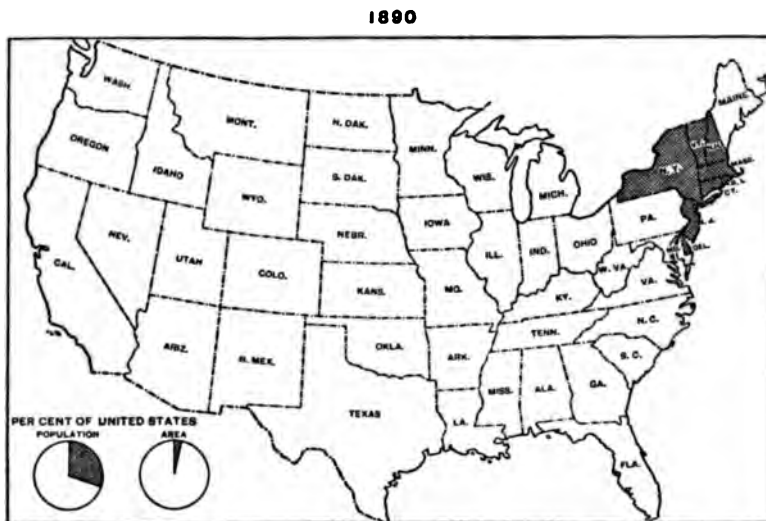 1890
WASH.
MONT.
N. DAK.
MINN.
MAINE
OREGON
IDAHO
S. DAK.
WIS.
MICH.
N.Y.
MASS.
CT.
WYO.
NEBR.
IOWA
PA.
NEV.
UTAH
COLO.
KANS.
MO.
ILL.
IND.
OHIO
W. VA.
VA.
DEL.
CAL.
KY.
ARIZ.
N. MEX.
OKLA.
ARK.
TENN.
N. C.
S. C.
TEXAS
LA.
MISS.
ALA.
GA.
FLA.
PER CENT OF UNITED STATES
POPULATION AREA